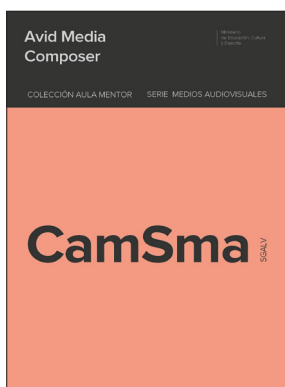 Avid Media
Composer
Ministerio
de Educación, Cultura
y Deporte
COLECCIÓN AULA MENTOR
SERIE MEDIOS AUDIOVISUALES
CamSma
SGALV